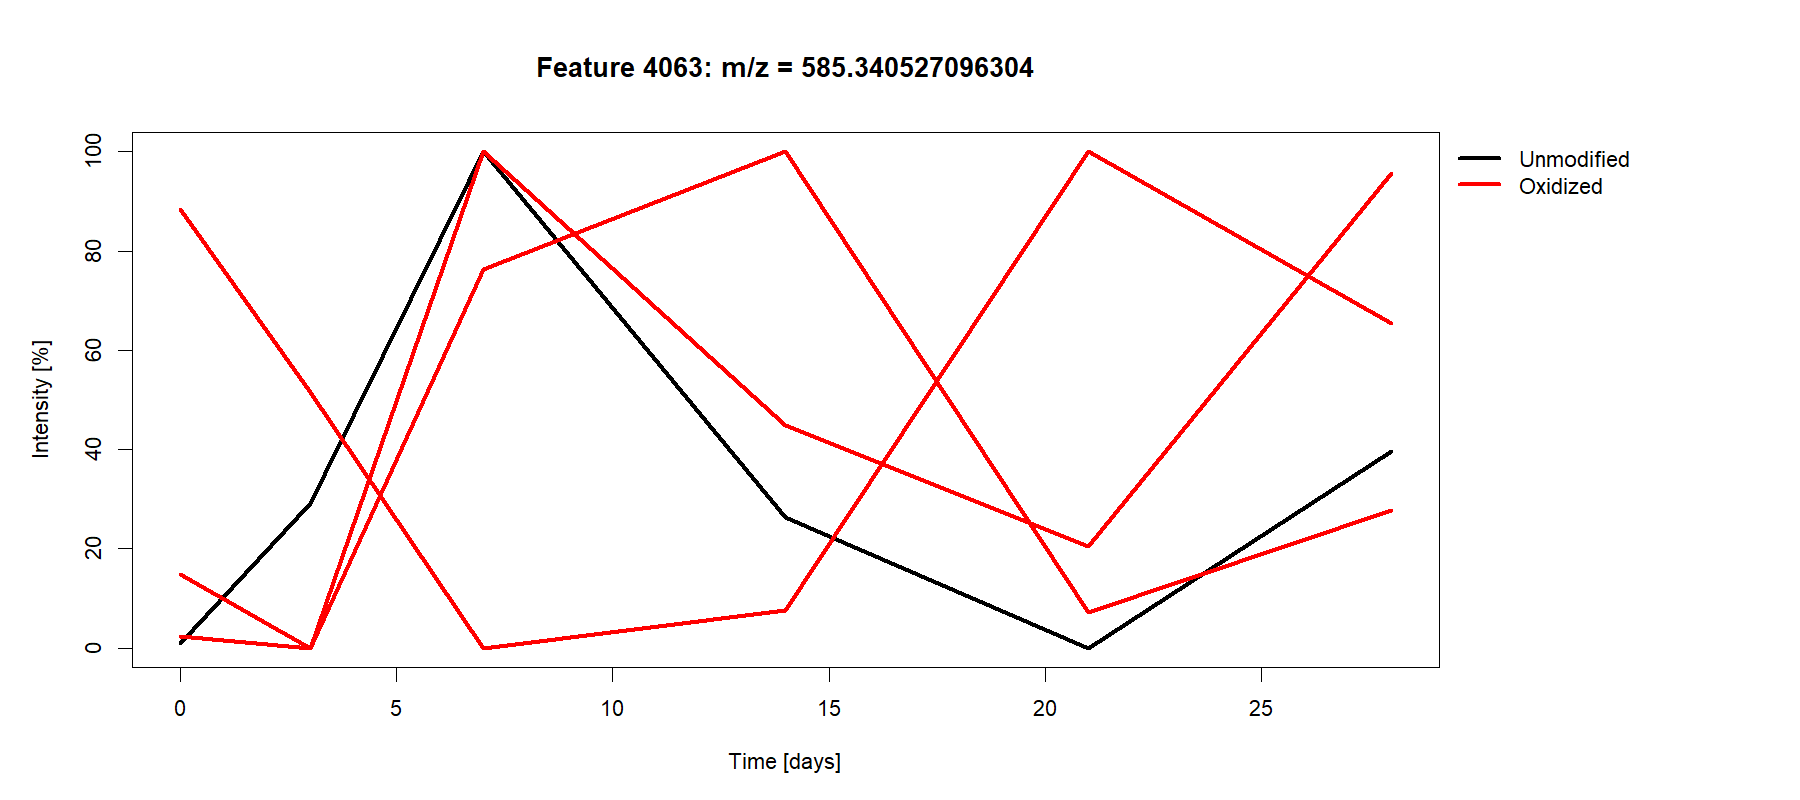 Feature 4063: m/z = 585.340527096304
Unmodified
Oxidized
Intensity [%]
100
80
60
40
20
0
0 5 10 15 20 25
Time [days]